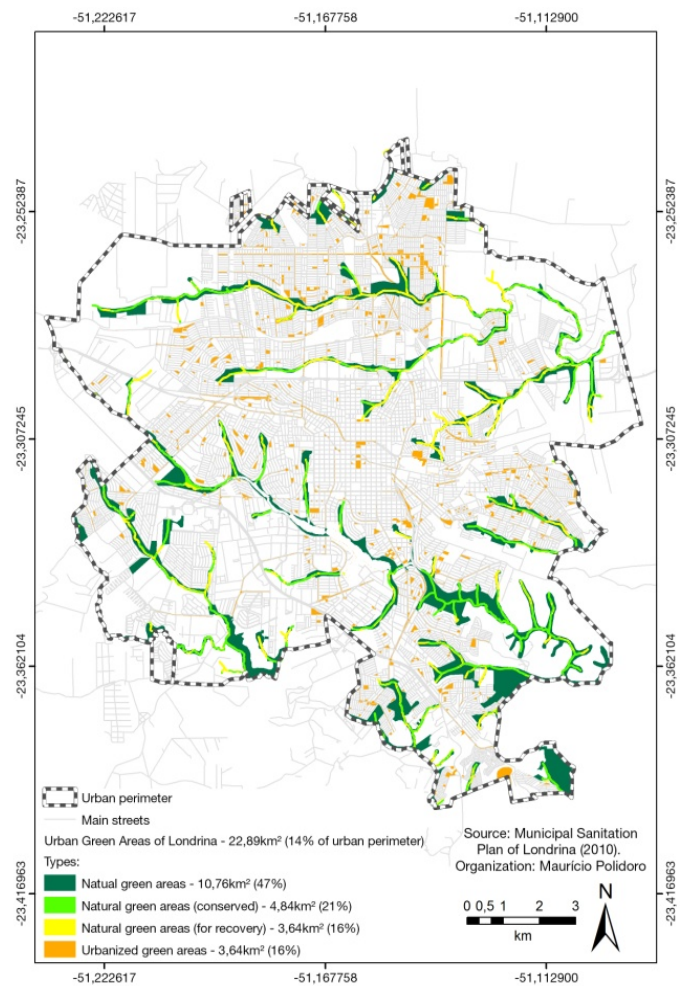 -51,222617
-51,167758
-51,112900
-23,252387
-23,252387
-23,307245
-23,307245
-23,362104
-23,362104
-23,416963
-23,416963
Urban perimeter
Main streets
Urban Green Areas of Londrina - 22,89km² (14% of urban perimeter)
Types:
Natual green areas - 10,76km² (47%)
Natural green areas (conserved) - 4,84km² (21%)
Natural green areas (for recovery) - 3,64km² (16%)
Urbanized green areas - 3,64km² (16%)
Source: Municipal Sanitation
Plan of Londrina (2010).
Organization: Maurício Polidoro
N
0 0,5 1 2 3
km
-51,222617
-51,167758
-51,112900